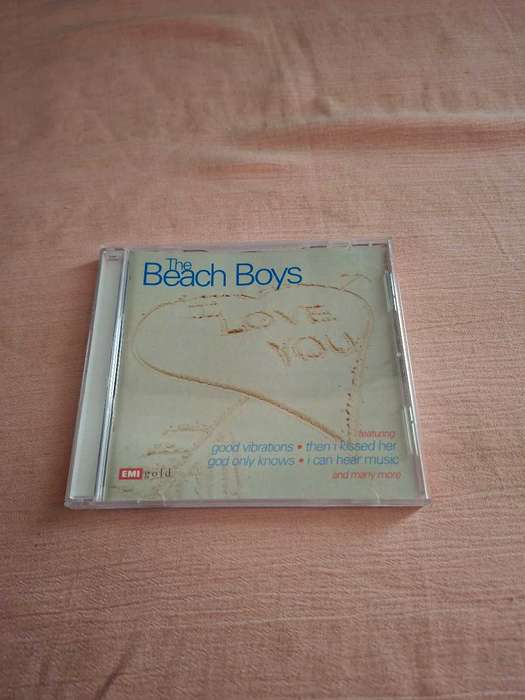 The
Beach Boys
I LOVE
YOU
featuring:
good vibrations • then i kissed her
god only knows • i can hear music
and many more
EMI gold